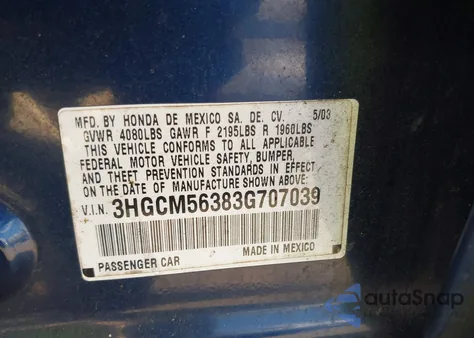 MFD. BY HONDA DE MEXICO SA. DE. CV. 5/03
GVWR 4080LBS GAWR F 2195LBS R 1960LBS
THIS VEHICLE CONFORMS TO ALL APPLICABLE
FEDERAL MOTOR VEHICLE SAFETY, BUMPER,
AND THEFT PREVENTION STANDARDS IN EFFECT
ON THE DATE OF MANUFACTURE SHOWN ABOVE.
V.I.N. 3HGCM56383G707039
MADE IN MEXICO
PASSENGER CAR
autoSnap